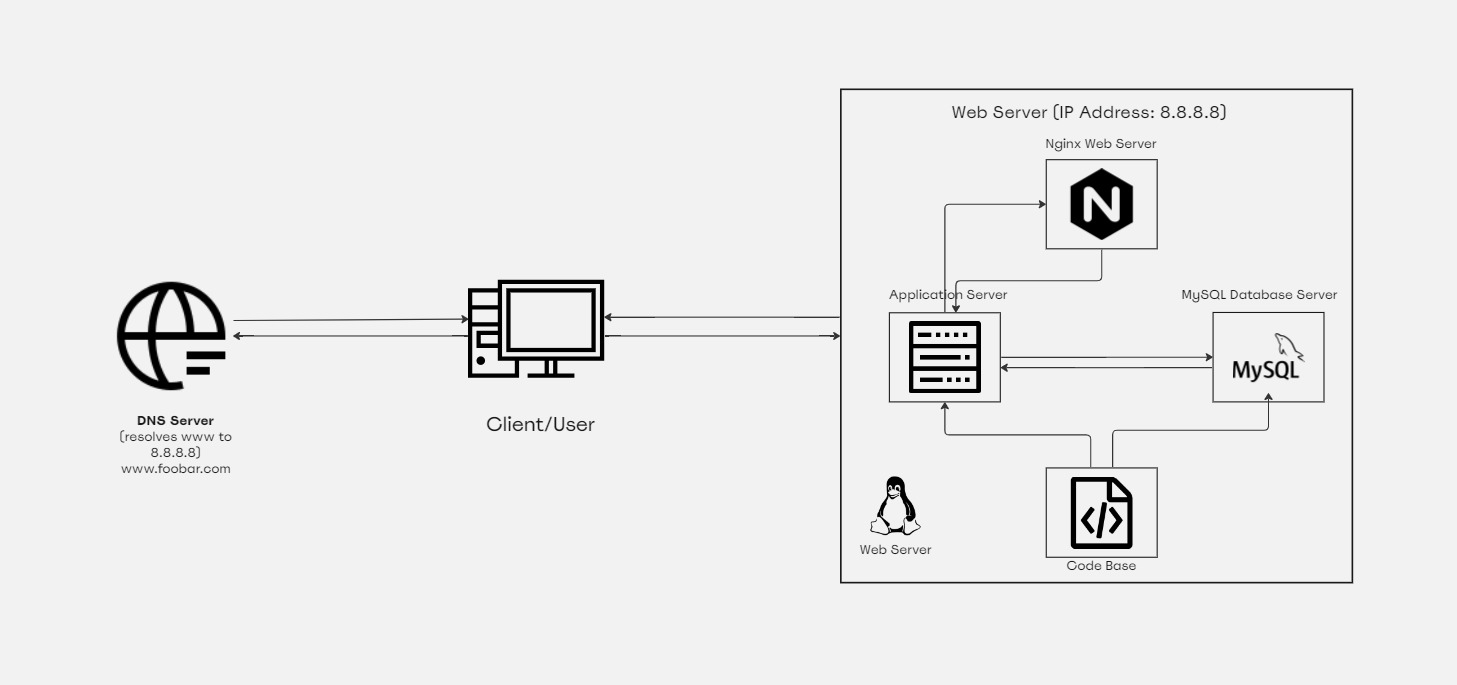 Web Server (IP Address: 8.8.8.8)
Nginx Web Server
N
Application Server
MySQL Database Server
MySQL
DNS Server
(resolves www to
8.8.8.8)
www.foobar.com
Client/User
</>
Web Server
Code Base